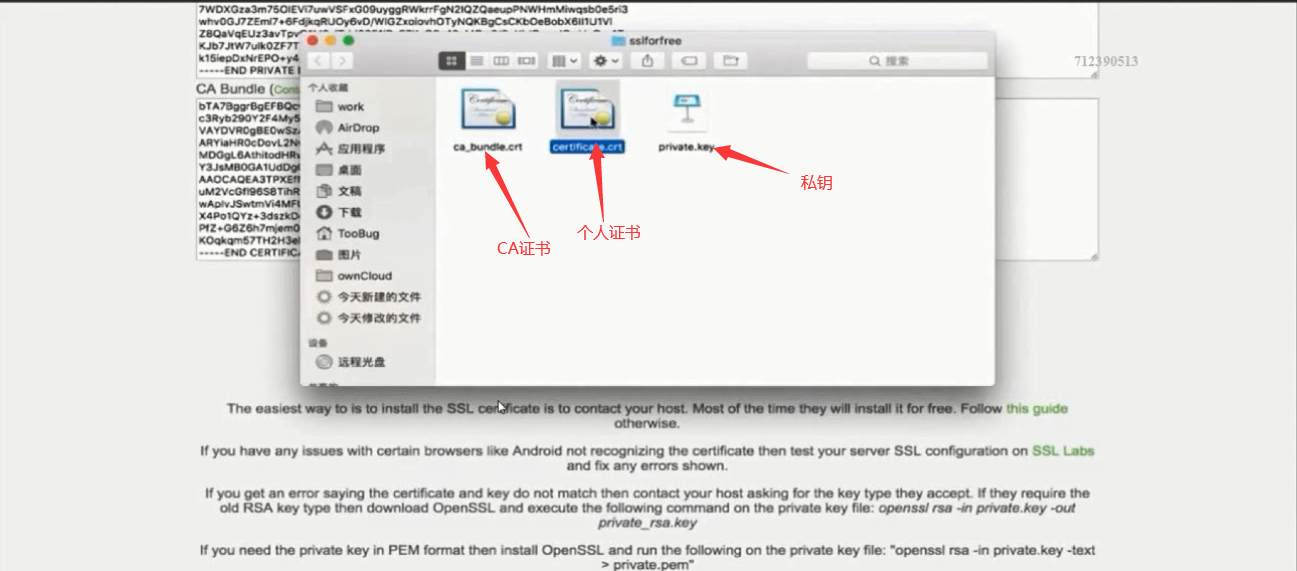 7WDXGza3m75OIEVi7uwVSFxG09uyggRWkrrFgN2IQZQaeupPNWHmMiwqsb0e5ri3
whv0GJ7ZEmI7+6FdjkqRUOy6vD/WIGZxoiovhOTyNQKBgCsCKbOeBobX6II1U1VI
Z8QaVqEUz3avTpv
KJb7JtW7ulk0ZF7T
k15iepDxNrEPO+y4
-----END PRIVATE
CA Bundle
bTA7BggrBgEFBQc
c3Ryb290Y2F4My5
VAYDVR0gBE0wSz
ARYiaHR0cDovL2N
MDGgL6AthitodHR
Y3JsMB0GA1UdDg
AAOCAQEA3TPXEf
uM2VcGfl96S8TihR
wAplvJSwtmVi4MFU
X4Po1QYz+3dszkD
PfZ+G6Z6h7mjem0
KOqkqm57TH2H3e
-----END CERTIFIC
sslforfree
搜索
712390513
个人收藏
work
AirDrop
应用程序
桌面
文稿
下载
TooBug
图片
ownCloud
今天新建的文件
今天修改的文件
设备
远程光盘
ca_bundle.crt
certificate.crt
private.key
私钥
CA证书
个人证书
The easiest way to is to install the SSL certificate is to contact your host. Most of the time they will install it for free. Follow this guide
otherwise.
If you have any issues with certain browsers like Android not recognizing the certificate then test your server SSL configuration on SSL Labs
and fix any errors shown.
If you get an error saying the certificate and key do not match then contact your host asking for the key type they accept. If they require the
old RSA key type then download OpenSSL and execute the following command on the private key file: openssl rsa -in private.key -out
private_rsa.key
If you need the private key in PEM format then install OpenSSL and run the following on the private key file: "openssl rsa -in private.key -text
> private.pem"